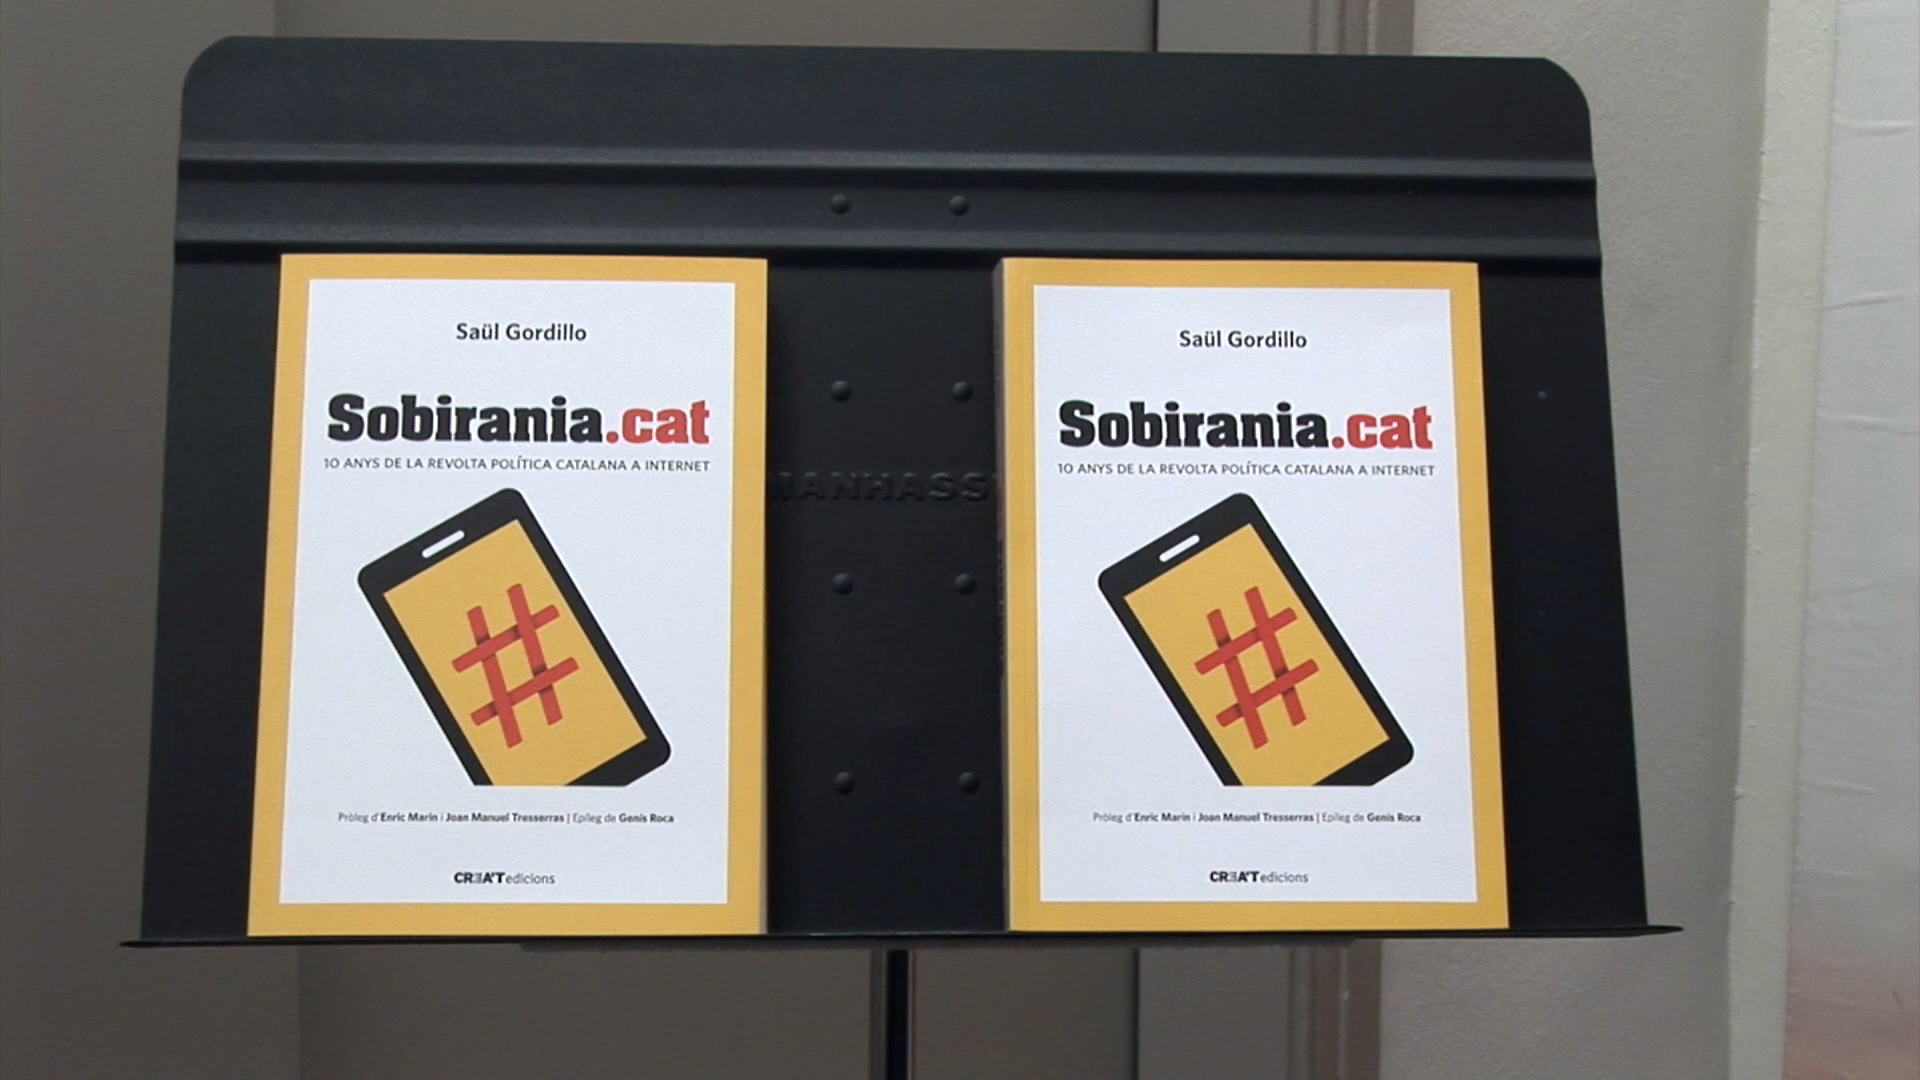 Saül Gordillo
Sobirania.cat
10 ANYS DE LA REVOLTA POLÍTICA CATALANA A INTERNET
#
Pròleg d'Enric Marín i Joan Manuel Tresserras | Epíleg de Genís Roca
CREA'T edicions
MANHASS
Saül Gordillo
Sobirania.cat
10 ANYS DE LA REVOLTA POLÍTICA CATALANA A INTERNET
#
Pròleg d'Enric Marín i Joan Manuel Tresserras | Epíleg de Genís Roca
CREA'T edicions